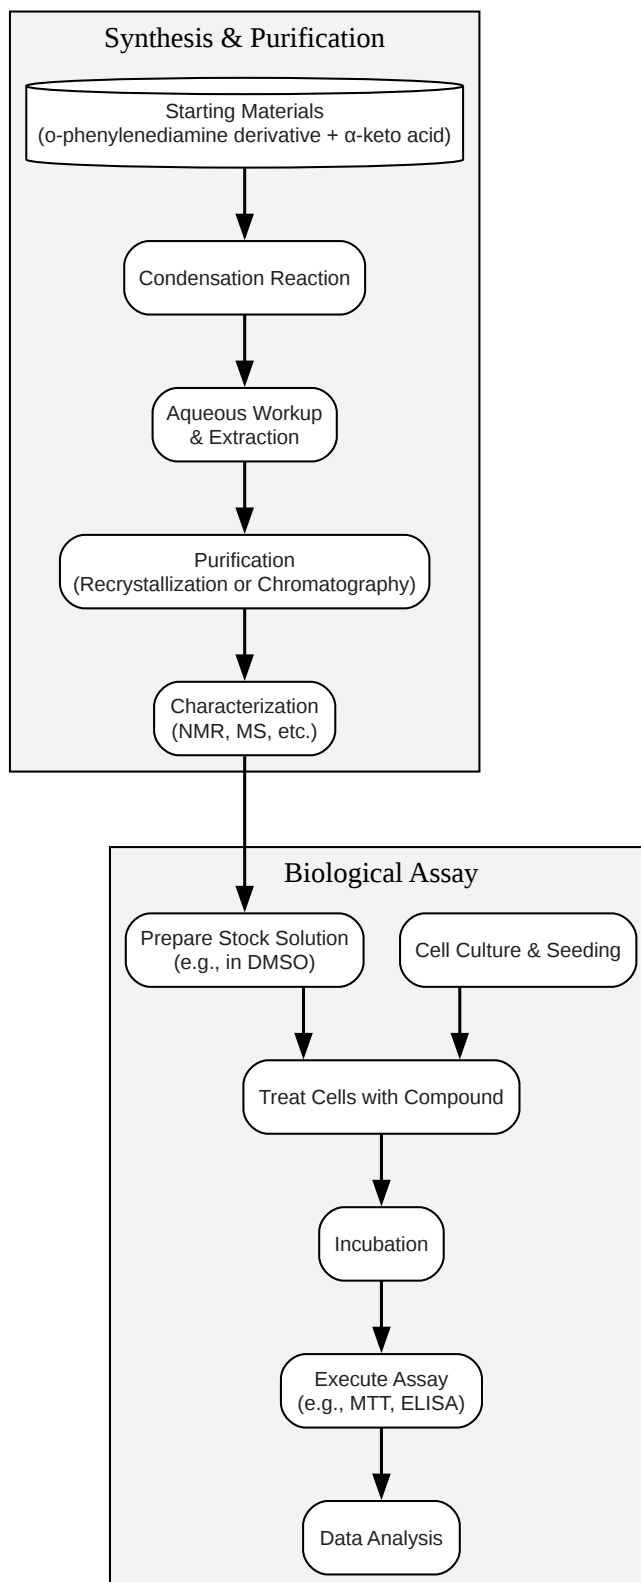 Synthesis & Purification
Starting Materials
(o-phenylenediamine derivative + α-keto acid)
Condensation Reaction
Aqueous Workup
& Extraction
Purification
(Recrystallization or Chromatography)
Characterization
(NMR, MS, etc.)
Biological Assay
Prepare Stock Solution
(e.g., in DMSO)
Cell Culture & Seeding
Treat Cells with Compound
Incubation
Execute Assay
(e.g., MTT, ELISA)
Data Analysis